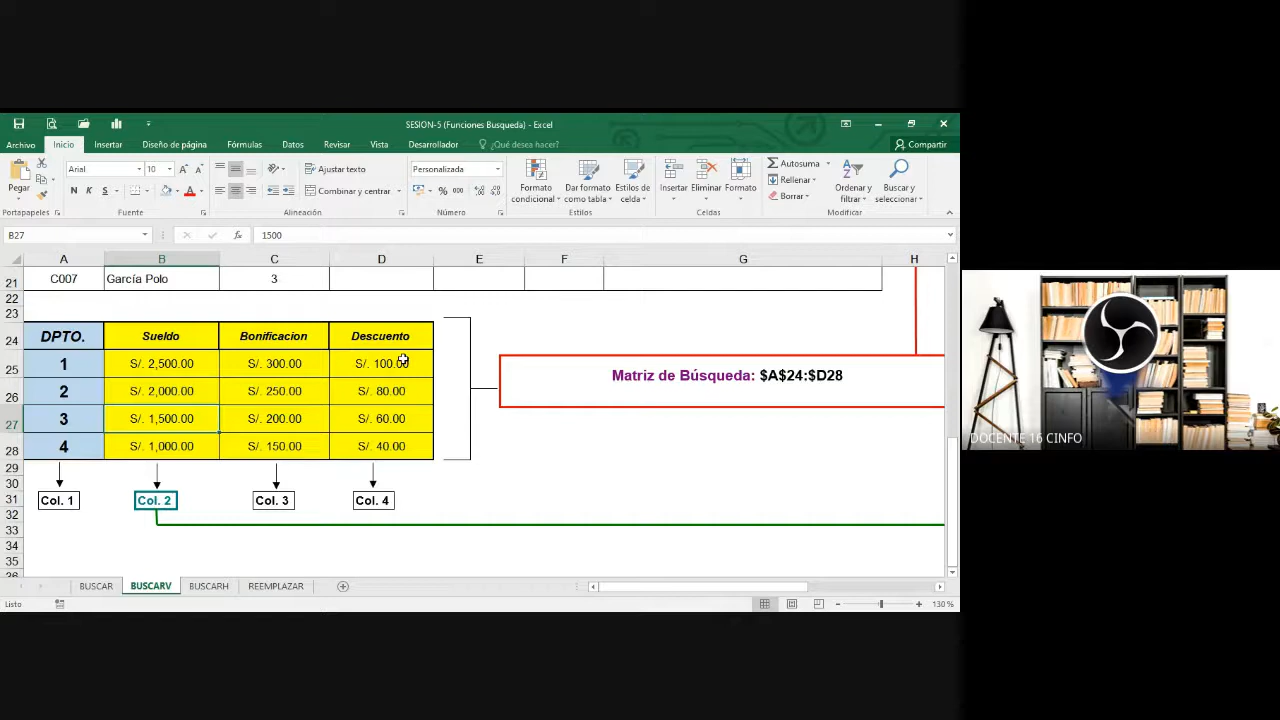 SESION-5 (Funciones Busqueda) - Excel
Archivo Inicio Insertar Diseño de página Fórmulas Datos Revisar Vista Desarrollador ¿Qué desea hacer? Compartir
Pegar
Arial 10
N K S
Ajustar texto
Combinar y centrar
Personalizada
% 000
Formato condicional
Dar formato como tabla
Estilos de celda
Insertar Eliminar Formato
Autosuma
Rellenar
Borrar
Ordenar y filtrar
Buscar y seleccionar
Portapapeles Fuente Alineación Número Estilos Celdas Modificar
B27 fx 1500
A B C D E F G H
21 C007 García Polo 3
22
23
24 DPTO. Sueldo Bonificacion Descuento
25 1 S/. 2,500.00 S/. 300.00 S/. 100.00
26 2 S/. 2,000.00 S/. 250.00 S/. 80.00
27 3 S/. 1,500.00 S/. 200.00 S/. 60.00
28 4 S/. 1,000.00 S/. 150.00 S/. 40.00
Matriz de Búsqueda: $A$24:$D28
29
30
31 Col. 1 Col. 2 Col. 3 Col. 4
32
33
34
35
BUSCAR BUSCARV BUSCARH REEMPLAZAR
Listo 130 %
DOCENTE 16 CINFO